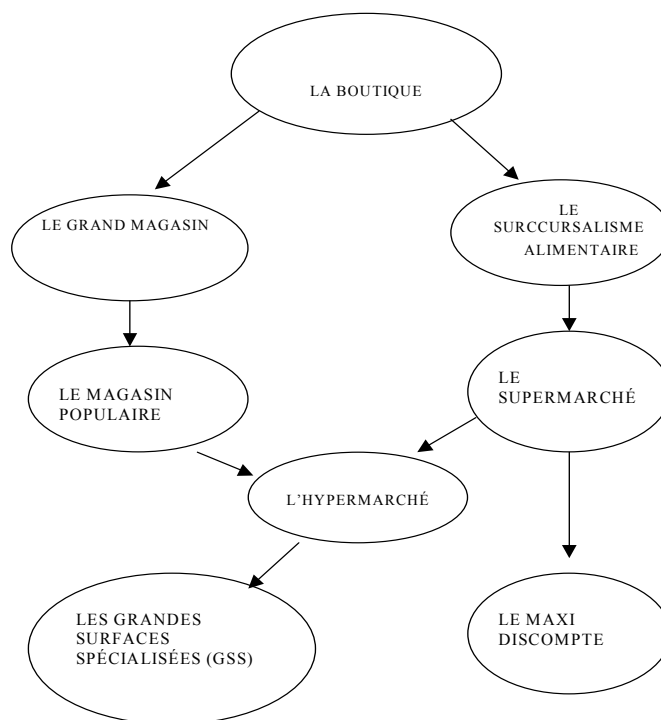 LA BOUTIQUE
LE GRAND MAGASIN
LE
SURCCURSALISME
ALIMENTAIRE
LE MAGASIN
POPULAIRE
LE
SUPERMARCHÉ
L'HYPERMARCHÉ
LES GRANDES
SURFACES
SPÉCIALISÉES (GSS)
LE MAXI
DISCOMPTE